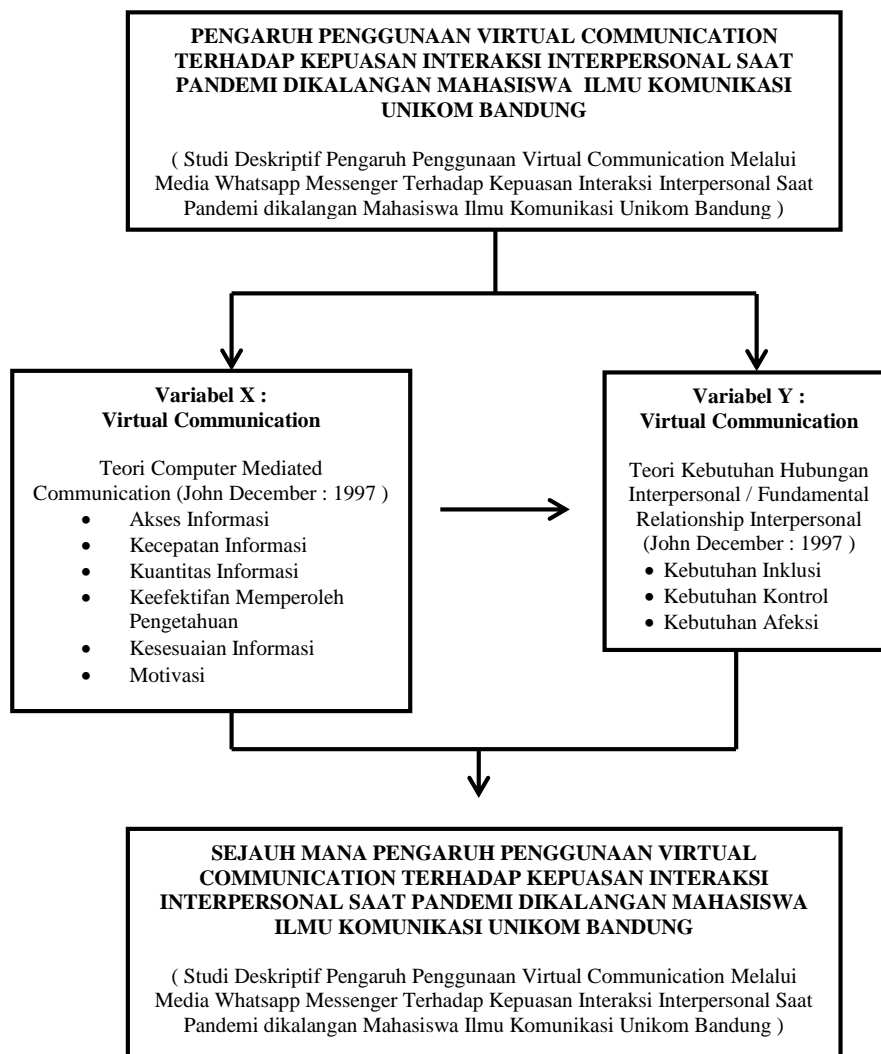 PENGARUH PENGGUNAAN VIRTUAL COMMUNICATION
TERHADAP KEPUASAN INTERAKSI INTERPERSONAL SAAT
PANDEMI DIKALANGAN MAHASISWA ILMU KOMUNIKASI
UNIKOM BANDUNG
( Studi Deskriptif Pengaruh Penggunaan Virtual Communication Melalui
Media Whatsapp Messenger Terhadap Kepuasan Interaksi Interpersonal Saat
Pandemi dikalangan Mahasiswa Ilmu Komunikasi Unikom Bandung )
Variabel X :
Virtual Communication
Teori Computer Mediated
Communication (John December : 1997 )
• Akses Informasi
• Kecepatan Informasi
• Kuantitas Informasi
• Keefektifan Memperoleh
Pengetahuan
• Kesesuaian Informasi
• Motivasi
Variabel Y :
Virtual Communication
Teori Kebutuhan Hubungan
Interpersonal / Fundamental
Relationship Interpersonal
(John December : 1997 )
• Kebutuhan Inklusi
• Kebutuhan Kontrol
• Kebutuhan Afeksi
SEJAUH MANA PENGARUH PENGGUNAAN VIRTUAL
COMMUNICATION TERHADAP KEPUASAN INTERAKSI
INTERPERSONAL SAAT PANDEMI DIKALANGAN MAHASISWA
ILMU KOMUNIKASI UNIKOM BANDUNG
( Studi Deskriptif Pengaruh Penggunaan Virtual Communication Melalui
Media Whatsapp Messenger Terhadap Kepuasan Interaksi Interpersonal Saat
Pandemi dikalangan Mahasiswa Ilmu Komunikasi Unikom Bandung )